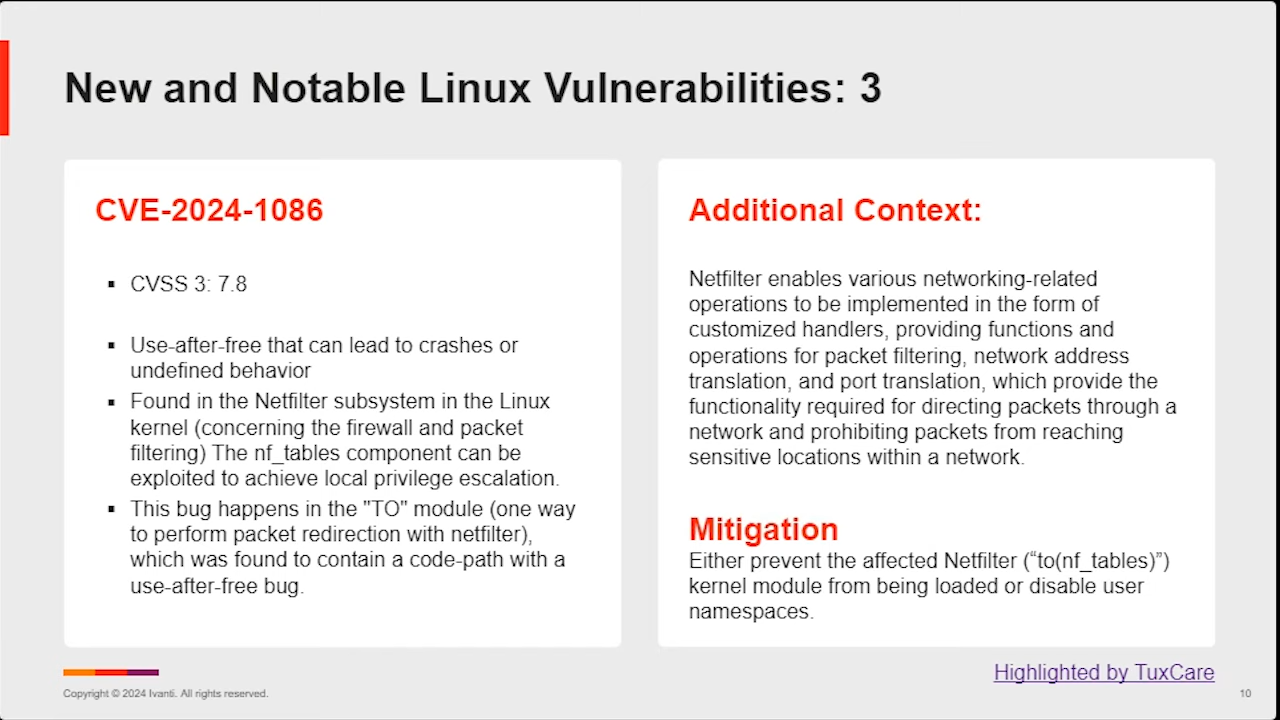 New and Notable Linux Vulnerabilities: 3
CVE-2024-1086
▪ CVSS 3: 7.8
▪ Use-after-free that can lead to crashes or
undefined behavior
▪ Found in the Netfilter subsystem in the Linux
kernel (concerning the firewall and packet
filtering) The nf_tables component can be
exploited to achieve local privilege escalation.
▪ This bug happens in the "TO" module (one way
to perform packet redirection with netfilter),
which was found to contain a code-path with a
use-after-free bug.
Additional Context:
Netfilter enables various networking-related
operations to be implemented in the form of
customized handlers, providing functions and
operations for packet filtering, network address
translation, and port translation, which provide the
functionality required for directing packets through a
network and prohibiting packets from reaching
sensitive locations within a network.
Mitigation
Either prevent the affected Netfilter (“to(nf_tables)”)
kernel module from being loaded or disable user
namespaces.
Highlighted by TuxCare
Copyright © 2024 Ivanti. All rights reserved.
10